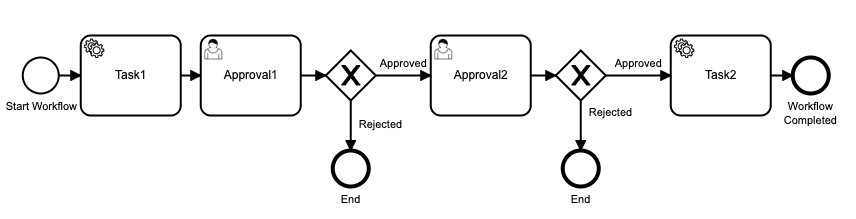 Start Workflow
Task1
Approval1
Approved
Rejected
End
Approval2
Approved
Rejected
End
Task2
Workflow
Completed